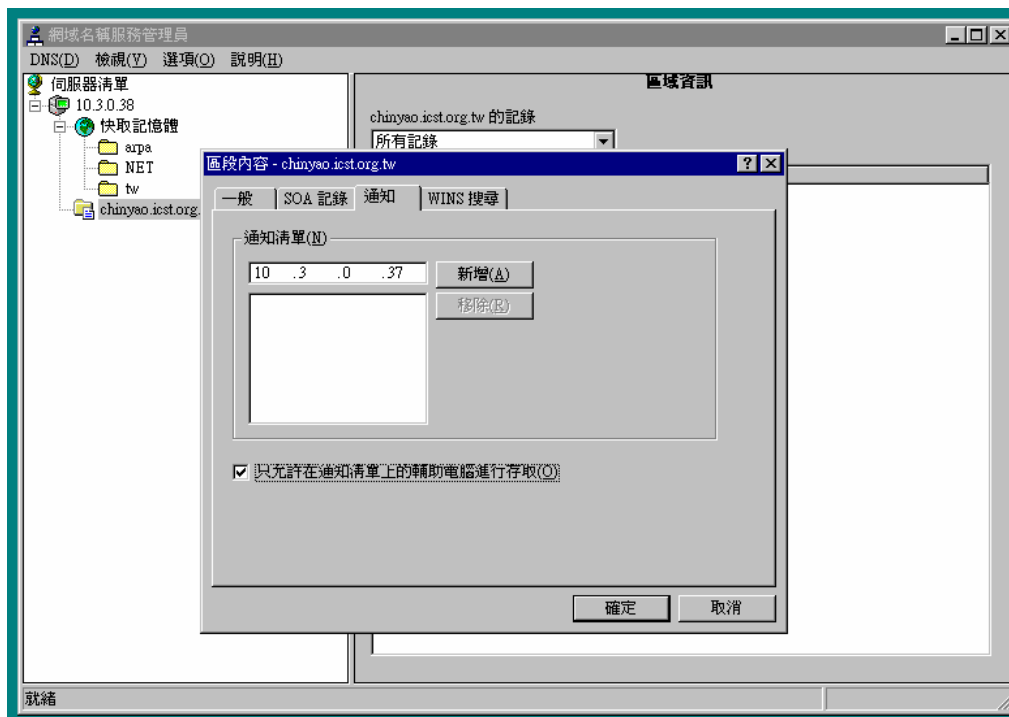 網域名稱服務管理員
DNS(D) 檢視(V) 選項(O) 說明(H)
伺服器清單
10.3.0.38
快取記憶體
arpa
NET
tw
chinyao.icst.org.
區域資訊
chinyao.icst.org.tw 的記錄
所有記錄
區段內容 - chinyao.icst.org.tw
一般 SOA 記錄 通知 WINS 搜尋
通知清單(N)
10 .3 .0 .37
新增(A)
移除(R)
只允許在通知清單上的輔助電腦進行存取(O)
確定 取消
就緒